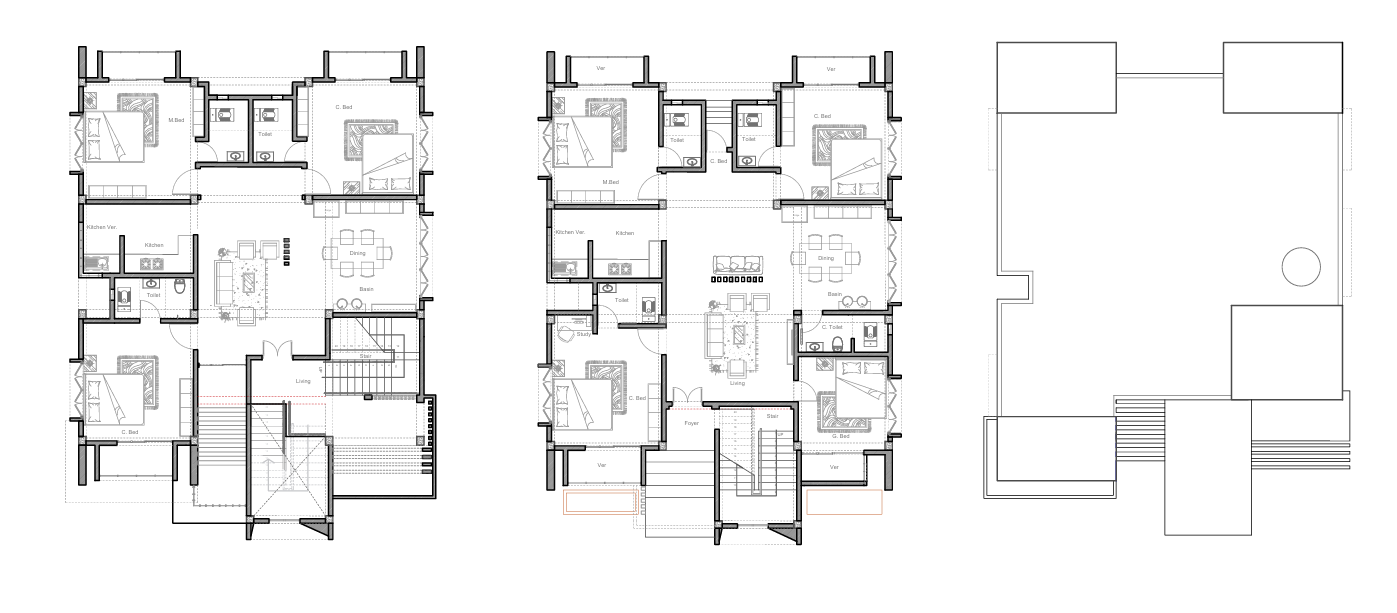 M.Bed
C. Bed
Toilet
Kitchen Ver.
Kitchen
Dining
Toilet
Basin
Stair
Living
C. Bed
Ver
Ver
C. Bed
Toilet
Toilet
C. Bed
M.Bed
Kitchen Ver.
Kitchen
Dining
Basin
Toilet
Study
C. Toilet
Living
C. Bed
Foyer
Stair
UP
G. Bed
Ver
Ver